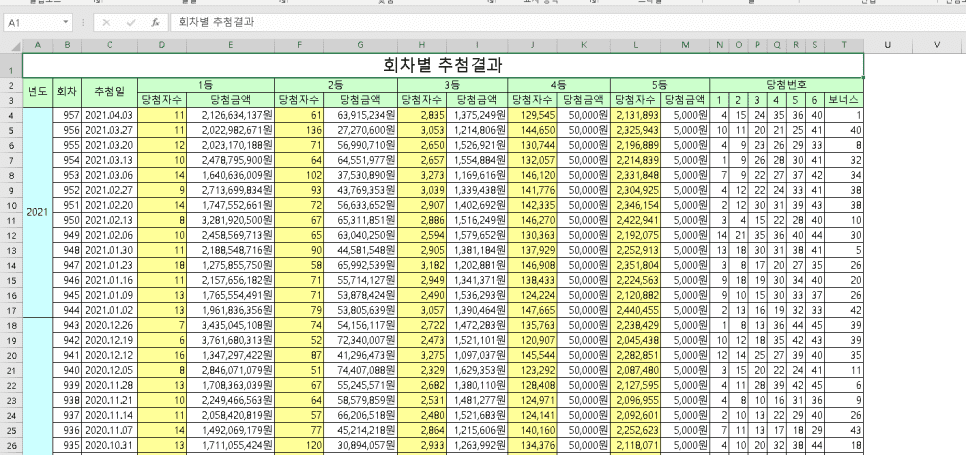 A1 fx 회차별 추첨결과
A B C D E F G H I J K L M N O P Q R S T U V
1 회차별 추첨결과
2 년도 회차 추첨일 1등 2등 3등 4등 5등 당첨번호
3 당첨자수 당첨금액 당첨자수 당첨금액 당첨자수 당첨금액 당첨자수 당첨금액 당첨자수 당첨금액 1 2 3 4 5 6 보너스
4 957 2021.04.03 11 2,126,634,137원 61 63,915,234원 2,835 1,375,249원 129,545 50,000원 2,131,893 5,000원 4 15 24 35 36 40 1
5 956 2021.03.27 11 2,022,982,671원 136 27,270,600원 3,053 1,214,806원 144,650 50,000원 2,325,943 5,000원 10 11 20 21 25 41 40
6 955 2021.03.20 12 2,023,170,188원 71 56,990,710원 2,650 1,526,921원 130,744 50,000원 2,196,889 5,000원 4 9 23 26 29 33 8
7 954 2021.03.13 10 2,478,795,900원 64 64,551,977원 2,657 1,554,884원 132,057 50,000원 2,214,839 5,000원 1 9 26 28 30 41 32
8 953 2021.03.06 14 1,640,636,009원 102 37,530,890원 3,273 1,169,616원 146,120 50,000원 2,331,848 5,000원 7 9 22 27 37 42 34
9 952 2021.02.27 9 2,713,699,834원 93 43,769,353원 3,039 1,339,438원 141,776 50,000원 2,304,925 5,000원 4 12 22 24 33 41 38
10 2021 951 2021.02.20 14 1,747,552,661원 72 56,633,652원 2,907 1,402,692원 142,335 50,000원 2,346,154 5,000원 2 12 30 31 39 43 38
11 950 2021.02.13 8 3,281,920,500원 67 65,311,851원 2,886 1,516,249원 146,270 50,000원 2,422,941 5,000원 3 4 15 22 28 40 10
12 949 2021.02.06 10 2,458,569,713원 65 63,040,250원 2,594 1,579,652원 130,363 50,000원 2,192,075 5,000원 14 21 35 36 40 44 30
13 948 2021.01.30 11 2,188,548,716원 90 44,581,548원 2,905 1,381,184원 137,929 50,000원 2,252,913 5,000원 13 18 30 31 38 41 5
14 947 2021.01.23 18 1,275,855,750원 58 65,992,539원 3,182 1,202,881원 146,908 50,000원 2,351,804 5,000원 3 8 17 20 27 35 26
15 946 2021.01.16 11 2,157,656,182원 71 55,714,127원 2,949 1,341,371원 138,433 50,000원 2,224,563 5,000원 9 18 19 30 34 40 20
16 945 2021.01.09 13 1,765,554,491원 71 53,878,424원 2,490 1,536,293원 124,224 50,000원 2,120,882 5,000원 9 10 15 30 33 37 26
17 944 2021.01.02 13 1,961,836,356원 79 53,805,639원 3,057 1,390,464원 147,665 50,000원 2,440,455 5,000원 2 13 16 19 32 33 42
18 943 2020.12.26 7 3,435,045,108원 74 54,156,117원 2,722 1,472,283원 135,763 50,000원 2,238,429 5,000원 1 8 13 36 44 45 39
19 942 2020.12.19 6 3,761,680,313원 52 72,340,007원 2,473 1,521,101원 120,907 50,000원 2,045,438 5,000원 10 12 18 35 42 43 39
20 941 2020.12.12 16 1,347,297,422원 87 41,296,473원 3,275 1,097,037원 145,544 50,000원 2,282,851 5,000원 12 14 25 27 39 40 35
21 940 2020.12.05 8 2,846,071,079원 51 74,407,088원 2,329 1,629,353원 123,292 50,000원 2,087,480 5,000원 3 15 20 22 24 41 11
22 939 2020.11.28 13 1,708,363,039원 67 55,245,571원 2,682 1,380,110원 128,408 50,000원 2,127,595 5,000원 4 11 28 39 42 45 6
23 938 2020.11.21 10 2,249,466,563원 64 58,579,859원 2,531 1,481,277원 124,971 50,000원 2,096,955 5,000원 4 8 10 16 31 36 9
24 937 2020.11.14 11 2,058,420,819원 57 66,206,518원 2,480 1,521,683원 124,141 50,000원 2,092,601 5,000원 2 10 13 22 29 40 26
25 936 2020.11.07 14 1,492,069,179원 77 45,214,218원 2,864 1,215,606원 140,160 50,000원 2,252,623 5,000원 7 11 13 17 18 29 43
26 935 2020.10.31 13 1,711,055,424원 120 30,894,057원 2,933 1,263,992원 134,376 50,000원 2,118,071 5,000원 4 10 20 32 38 44 18